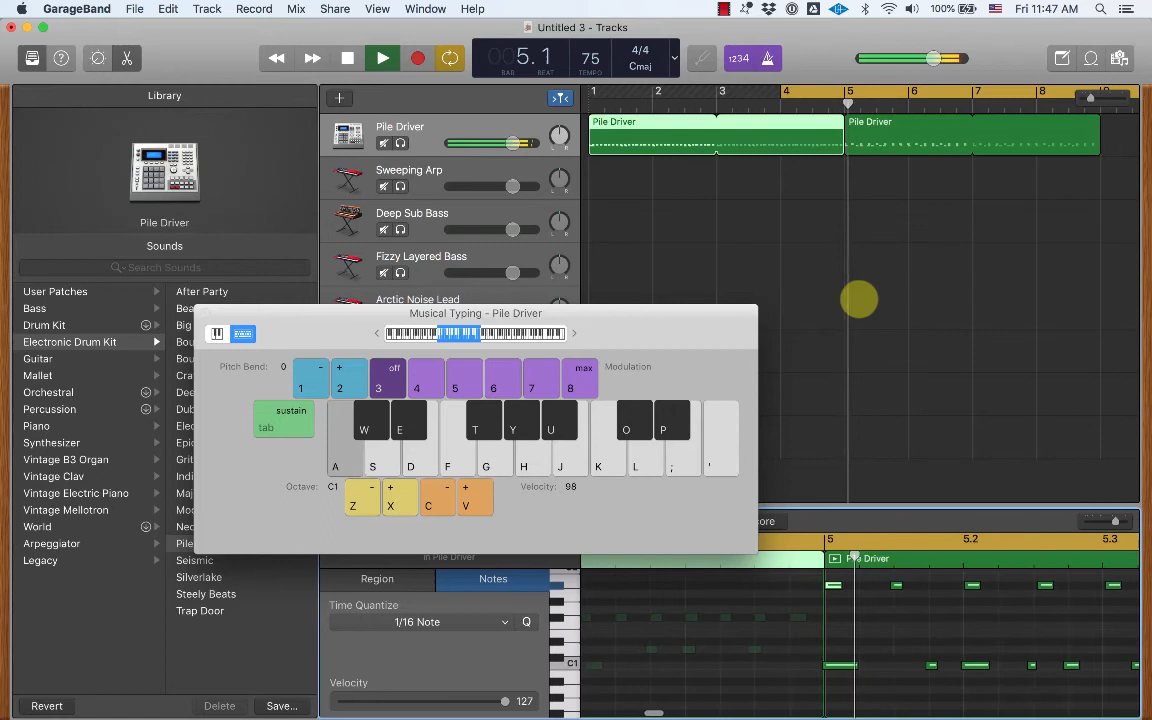 GarageBand File Edit Track Record Mix Share View Window Help 100% Fri 11:47 AM
Untitled 3 - Tracks
5.1 75 4/4 Cmaj
BAR BEAT TEMPO
1234
Library
Pile Driver
Sounds
Search Sounds
User Patches
Bass
Drum Kit
Electronic Drum Kit
Guitar
Mallet
Orchestral
Percussion
Piano
Synthesizer
Vintage B3 Organ
Vintage Clav
Vintage Electric Piano
Vintage Mellotron
World
Arpeggiator
Legacy
After Party
Seismic
Silverlake
Steely Beats
Trap Door
Revert Delete Save...
1 2 3 4 5 6 7 8
Pile Driver
L R
Sweeping Arp
L R
Deep Sub Bass
L R
Fizzy Layered Bass
L R
Arctic Noise Lead
Pile Driver Pile Driver
Musical Typing - Pile Driver
Pitch Bend: 0 - + off max Modulation
1 2 3 4 5 6 7 8
sustain
tab
W E T Y U O P
A S D F G H J K L ; '
Octave: C1 - + - + Velocity: 98
Z X C V
in Pile Driver
Region Notes
Time Quantize
1/16 Note Q
Velocity
127
5 5.2 5.3
C1